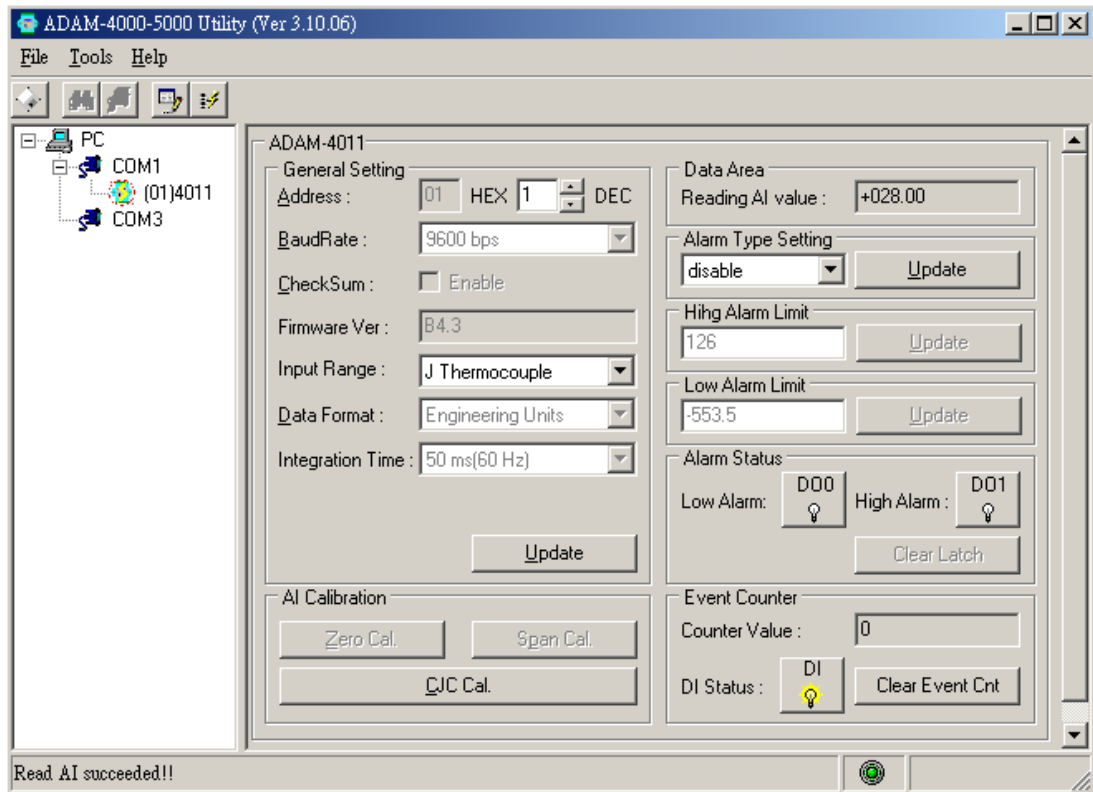 ADAM-4000-5000 Utility (Ver 3.10.06)
File Tools Help
PC
COM1
(01)4011
COM3
ADAM-4011
General Setting
Address : 01 HEX 1 DEC
BaudRate : 9600 bps
CheckSum : Enable
Firmware Ver : B4.3
Input Range : J Thermocouple
Data Format : Engineering Units
Integration Time : 50 ms(60 Hz)
Update
AI Calibration
Zero Cal. Span Cal.
CJC Cal.
Data Area
Reading AI value : +028.00
Alarm Type Setting
disable Update
Hihg Alarm Limit
126 Update
Low Alarm Limit
-553.5 Update
Alarm Status
Low Alarm: DO0 High Alarm : DO1
Clear Latch
Event Counter
Counter Value : 0
DI Status : DI Clear Event Cnt
Read AI succeeded!!